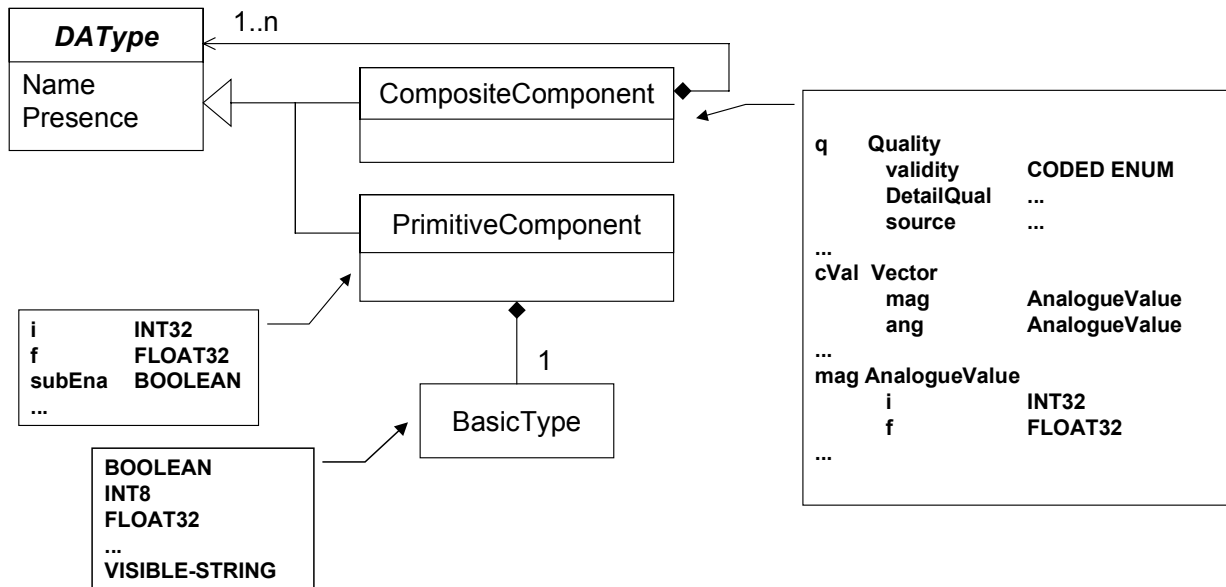 DAType
Name
Presence
1..n
CompositeComponent
PrimitiveComponent
1
BasicType
i INT32
f FLOAT32
subEna BOOLEAN
...
BOOLEAN
INT8
FLOAT32
...
VISIBLE-STRING
q Quality
validity CODED ENUM
DetailQual ...
source ...
...
cVal Vector
mag AnalogueValue
ang AnalogueValue
...
mag AnalogueValue
i INT32
f FLOAT32
...